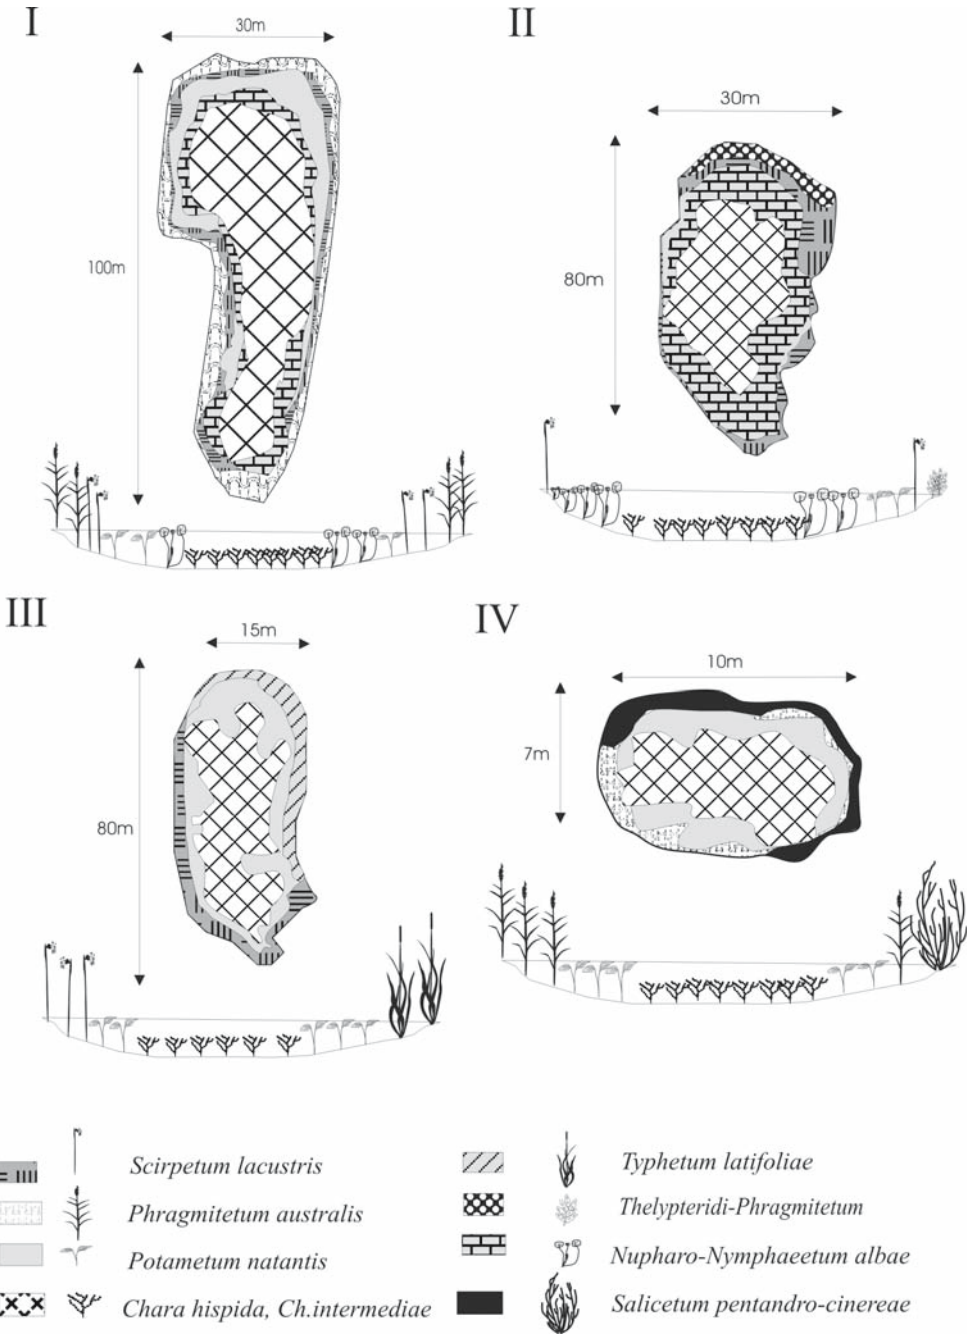 I
30m
100m
II
30m
80m
III
15m
80m
IV
10m
7m
Scirpetum lacustris
Phragmitetum australis
Potametum natantis
Chara hispida, Ch.intermediae
Typhetum latifoliae
Thelypteridi-Phragmitetum
Nupharo-Nymphaeetum albae
Salicetum pentandro-cinereae